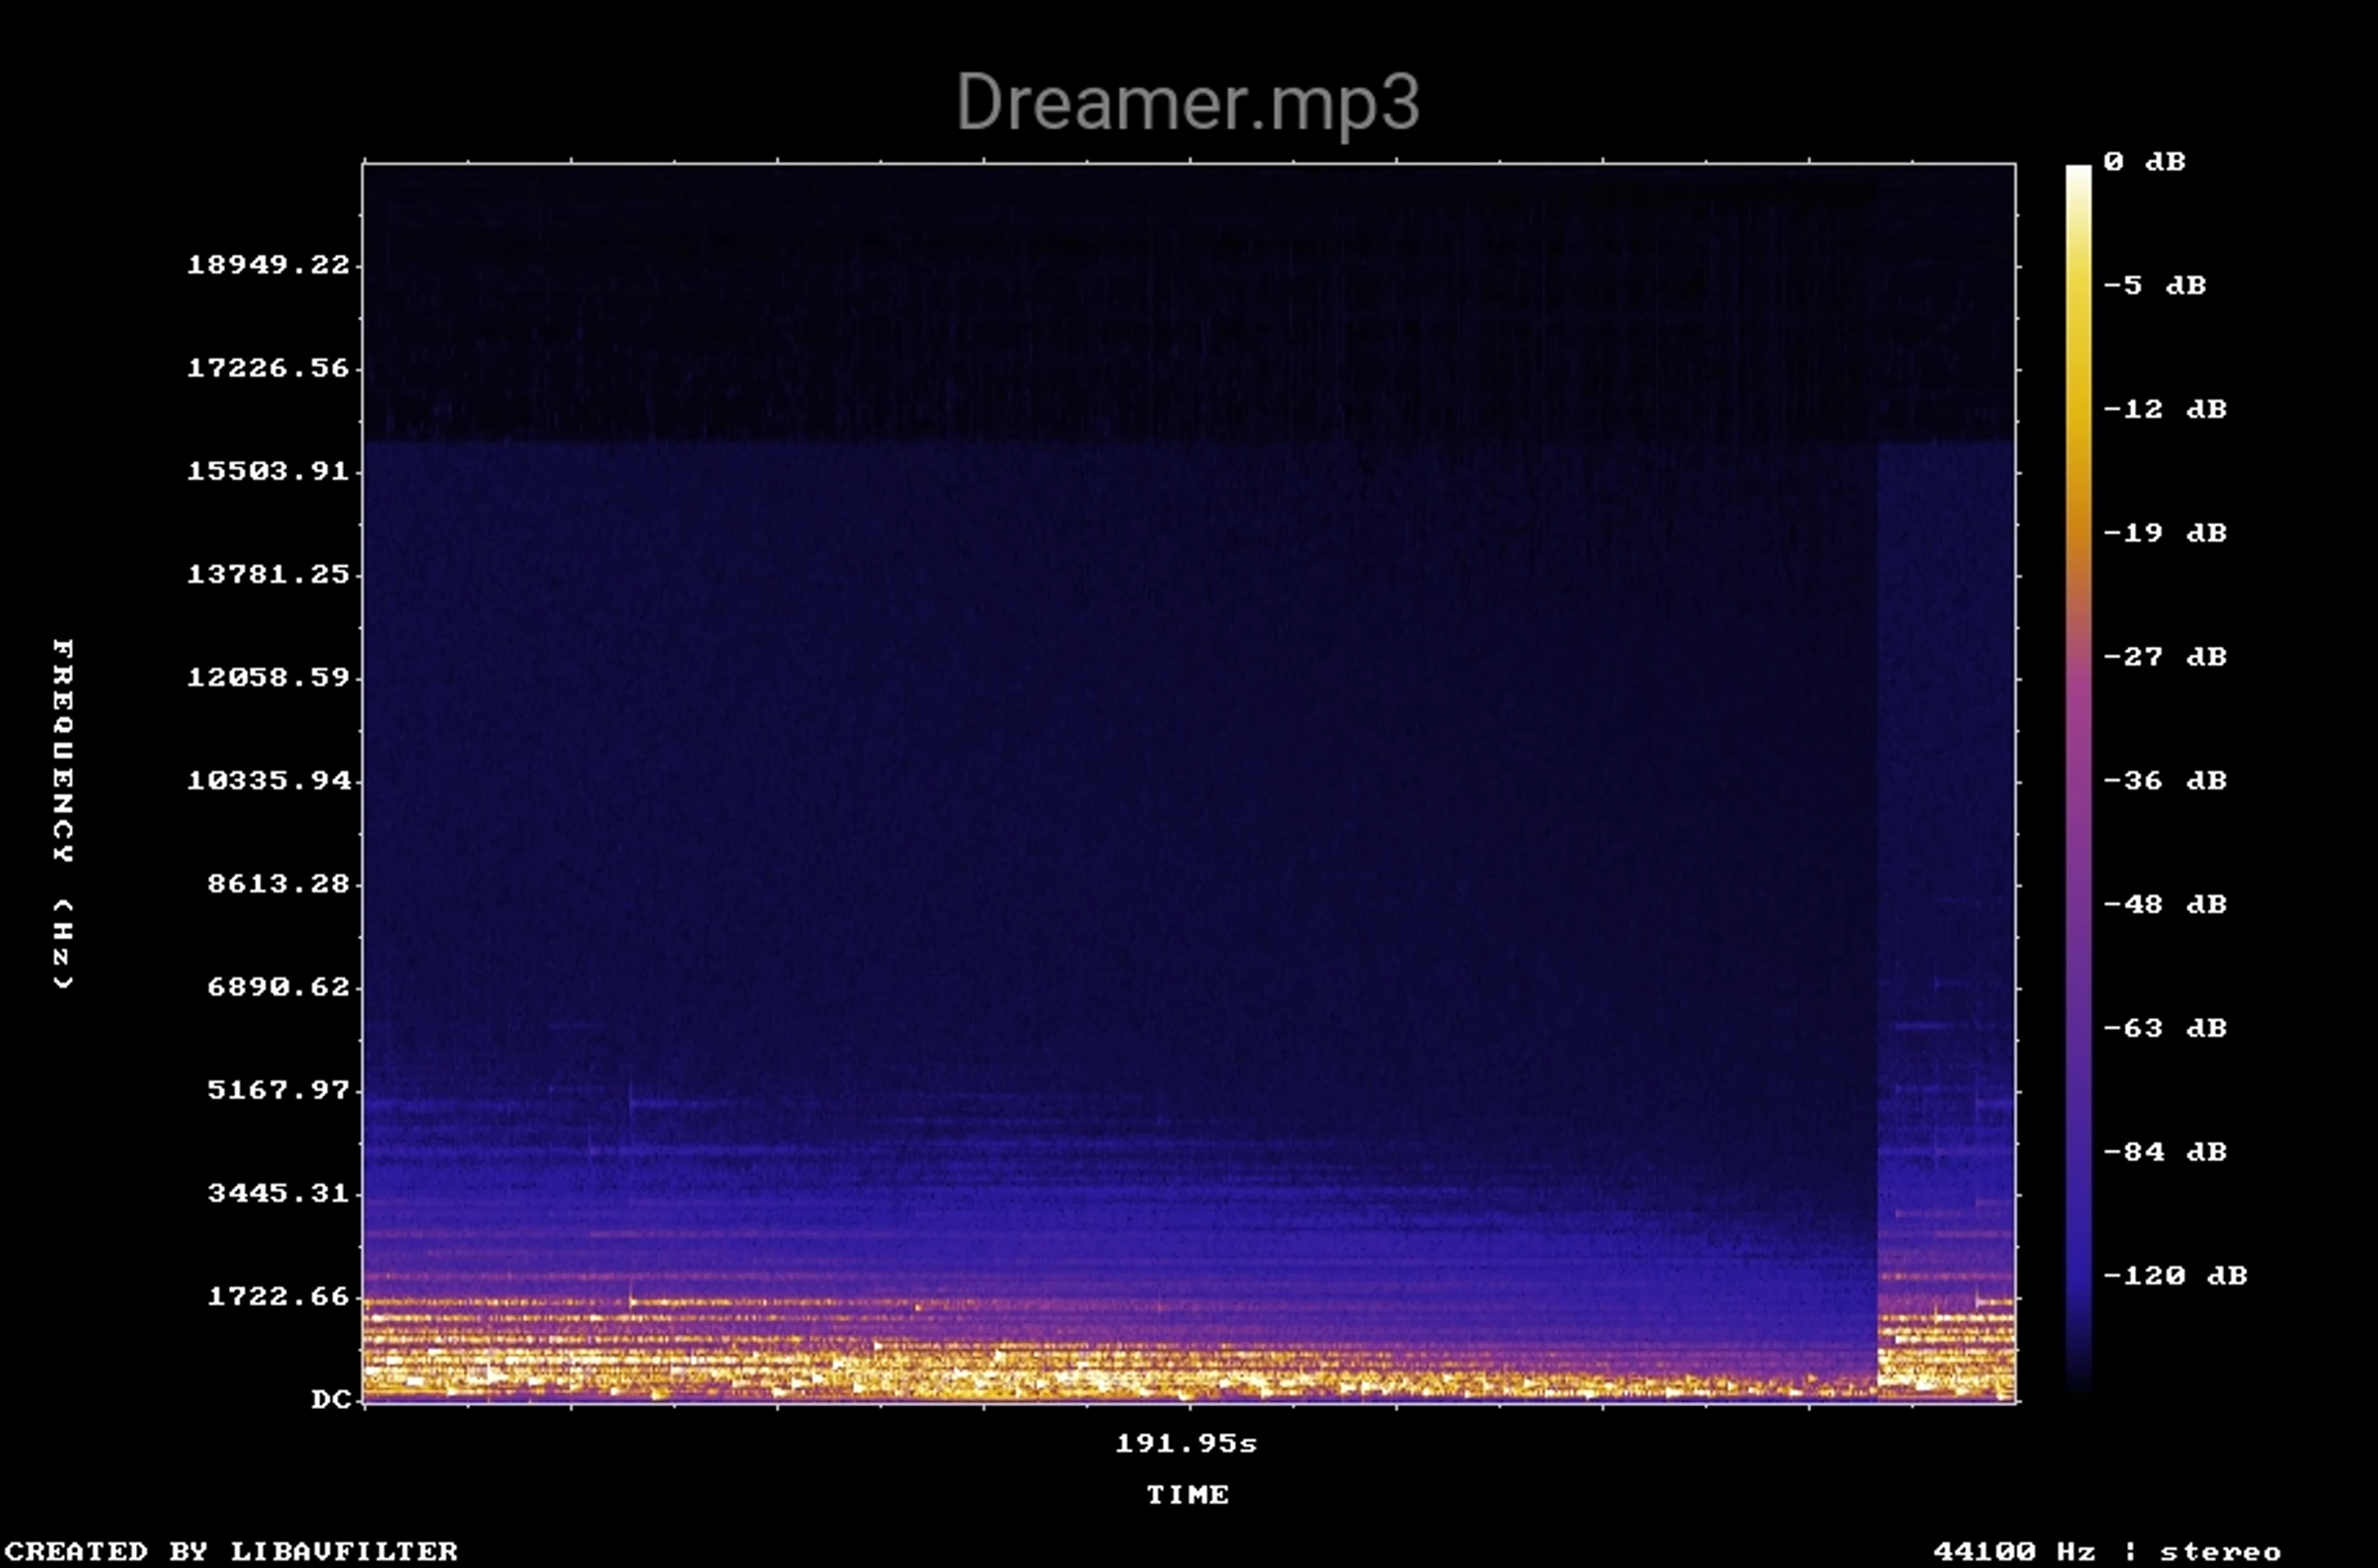 Dreamer.mp3
0 dB
18949.22
-5 dB
17226.56
-12 dB
15503.91
-19 dB
13781.25
-27 dB
12058.59
FREQUENCY (Hz)
10335.94
-36 dB
8613.28
-48 dB
6890.62
-63 dB
5167.97
-84 dB
3445.31
-120 dB
1722.66
DC
191.95s
TIME
CREATED BY LIBAVFILTER
44100 Hz | stereo